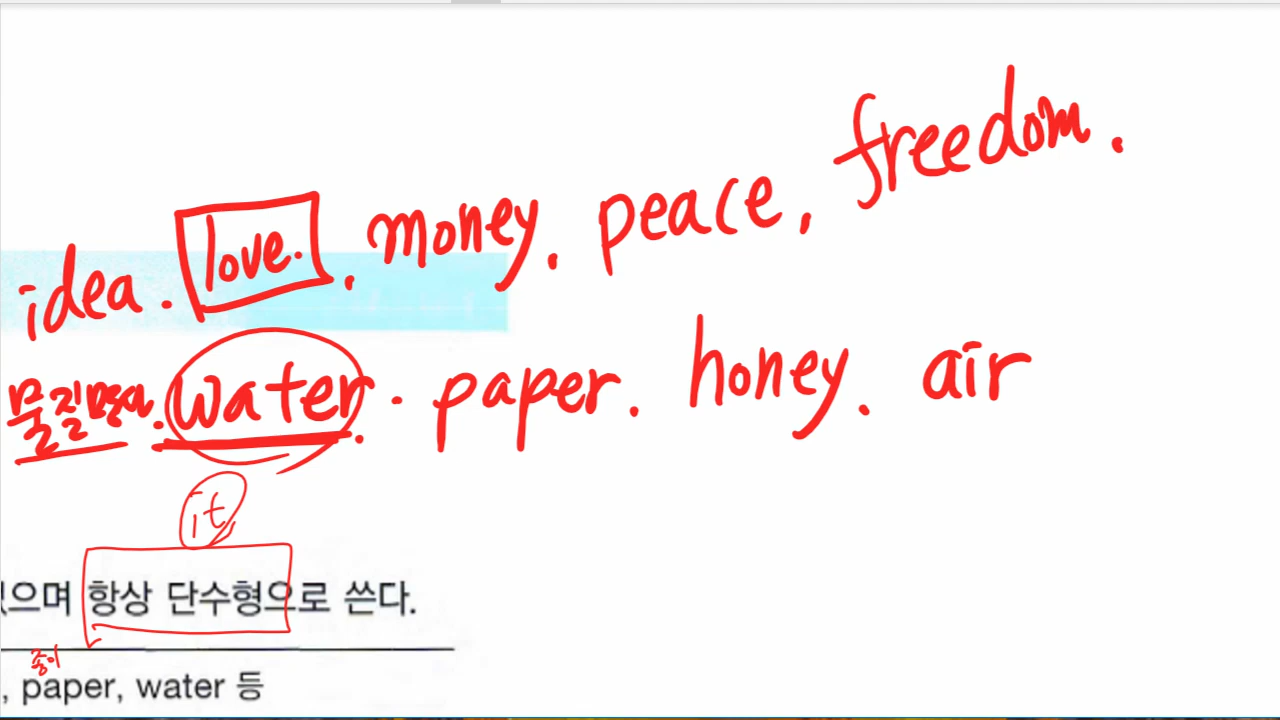 idea. love., money. peace, freedom.
물질명사. water. paper. honey. air
it
으며 항상 단수형으로 쓴다.
종이
, paper, water 등